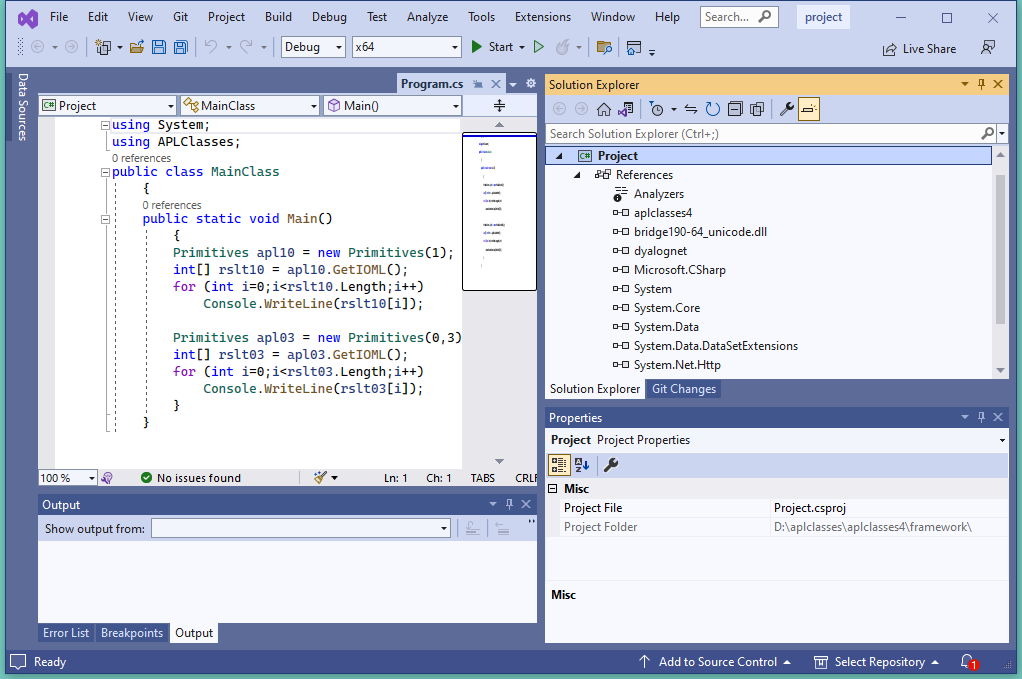 File Edit View Git Project Build Debug Test Analyze Tools Extensions Window Help Search... project
Debug x64 Start Live Share
Data Sources
Program.cs
Project MainClass Main()
using System;
using APLClasses;
0 references
public class MainClass
{
0 references
public static void Main()
{
Primitives apl10 = new Primitives(1);
int[] rslt10 = apl10.GetIOML();
for (int i=0;i<rslt10.Length;i++)
Console.WriteLine(rslt10[i]);
Primitives apl03 = new Primitives(0,3)
int[] rslt03 = apl03.GetIOML();
for (int i=0;i<rslt03.Length;i++)
Console.WriteLine(rslt03[i]);
}
}
100 % No issues found Ln: 1 Ch: 1 TABS CRLF
Output
Show output from:
Error List Breakpoints Output
Solution Explorer
Search Solution Explorer (Ctrl+;)
C# Project
References
Analyzers
aplclasses4
bridge190-64_unicode.dll
dyalognet
Microsoft.CSharp
System
System.Core
System.Data
System.Data.DataSetExtensions
System.Net.Http
Solution Explorer Git Changes
Properties
Project Project Properties
Misc
Project File Project.csproj
Project Folder D:\aplclasses\aplclasses4\framework\
Misc
Ready Add to Source Control Select Repository 1